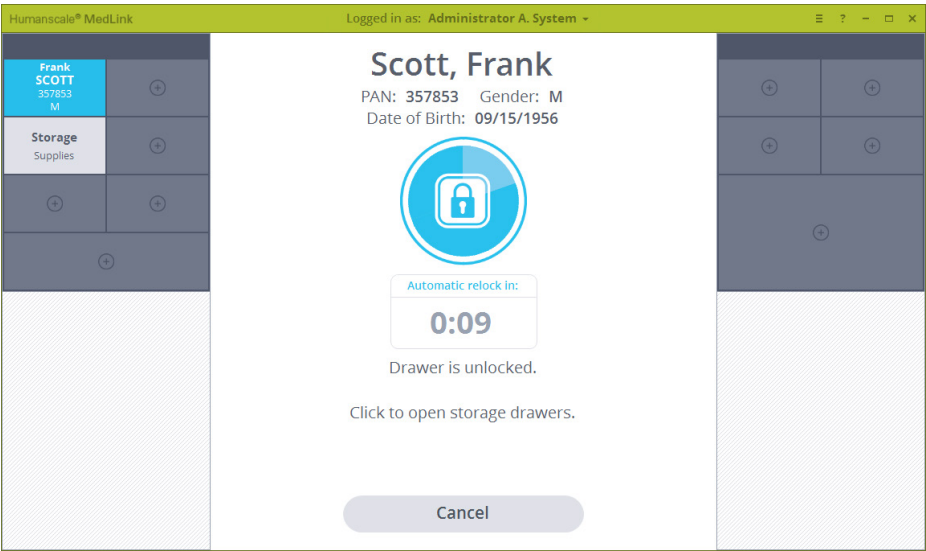 Humanscale® MedLink
Logged in as: Administrator A. System
? 
Frank
SCOTT
357853
M
Storage
Supplies
Scott, Frank
PAN: 357853 Gender: M
Date of Birth: 09/15/1956
Automatic relock in:
0:09
Drawer is unlocked.
Click to open storage drawers.
Cancel